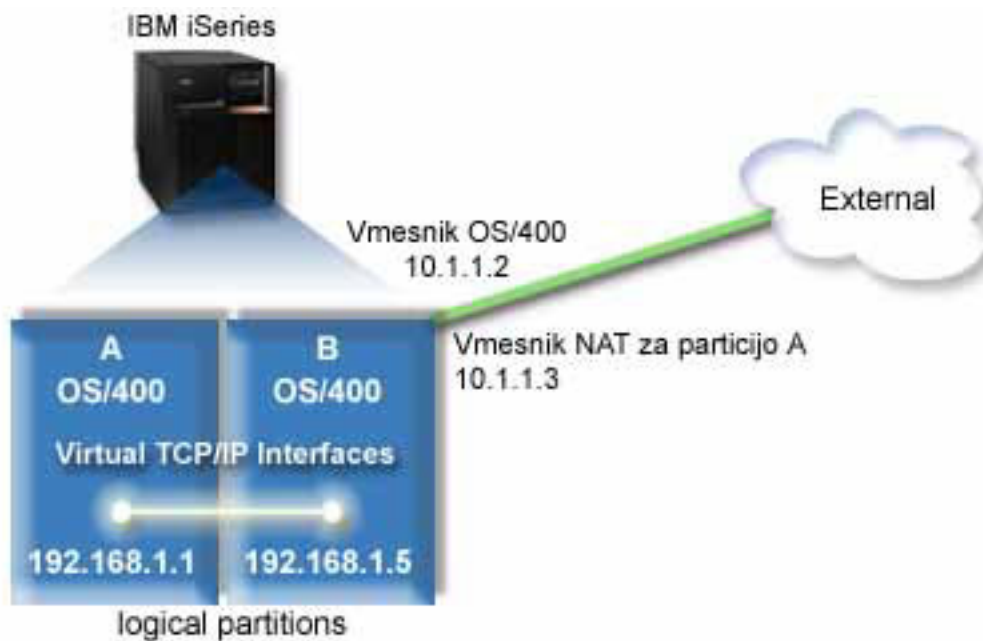 IBM iSeries
External
Vmesnik OS/400
10.1.1.2
Vmesnik NAT za particijo A
10.1.1.3
A
OS/400
B
OS/400
Virtual TCP/IP Interfaces
192.168.1.1
192.168.1.5
logical partitions